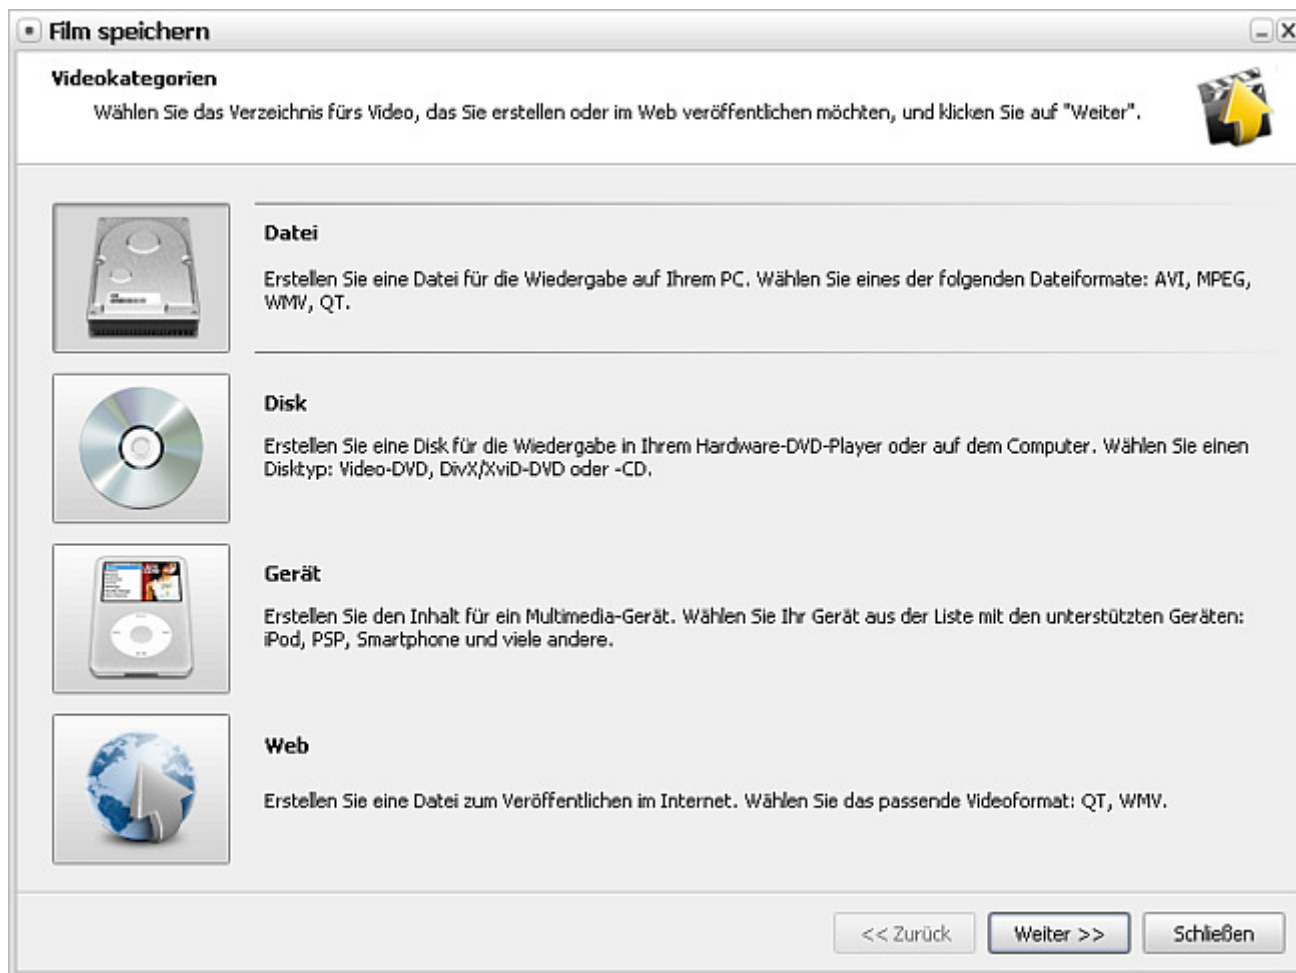 Film speichern
Videokategorien
Wählen Sie das Verzeichnis fürs Video, das Sie erstellen oder im Web veröffentlichen möchten, und klicken Sie auf "Weiter".
Datei
Erstellen Sie eine Datei für die Wiedergabe auf Ihrem PC. Wählen Sie eines der folgenden Dateiformate: AVI, MPEG,
WMV, QT.
Disk
Erstellen Sie eine Disk für die Wiedergabe in Ihrem Hardware-DVD-Player oder auf dem Computer. Wählen Sie einen
Disktyp: Video-DVD, DivX/XviD-DVD oder -CD.
Gerät
Erstellen Sie den Inhalt für ein Multimedia-Gerät. Wählen Sie Ihr Gerät aus der Liste mit den unterstützten Geräten:
iPod, PSP, Smartphone und viele andere.
Web
Erstellen Sie eine Datei zum Veröffentlichen im Internet. Wählen Sie das passende Videoformat: QT, WMV.
<< Zurück
Weiter >>
Schließen